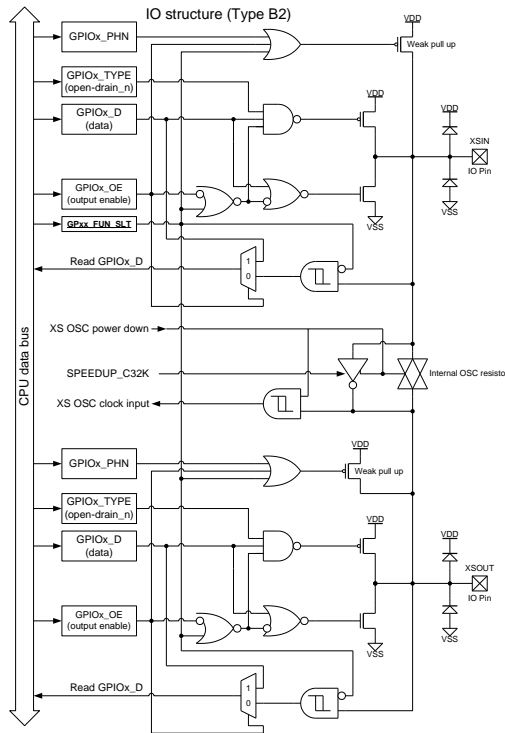 IO structure (Type B2)
VDD
GPIOx_PHN
Weak pull up
GPIOx_TYPE
(open-drain_n)
VDD
VDD
GPIOx_D
(data)
XSIN
IO Pin
GPIOx_OE
(output enable)
VSS
VSS
GPxx_FUN_SLT
Read GPIOx_D
1
0
XS OSC power down
SPEEDUP_C32K
Internal OSC resisto
XS OSC clock input
CPU data bus
VDD
GPIOx_PHN
Weak pull up
GPIOx_TYPE
(open-drain_n)
VDD
VDD
GPIOx_D
(data)
XSOUT
IO Pin
GPIOx_OE
(output enable)
VSS
VSS
Read GPIOx_D
1
0